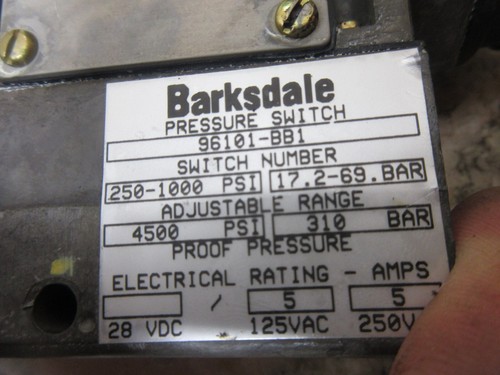 Barksdale
PRESSURE SWITCH
96101-BB1
SWITCH NUMBER
250-1000 PSI 17.2-69. BAR
ADJUSTABLE RANGE
4500 PSI 310 BAR
PROOF PRESSURE
ELECTRICAL RATING - AMPS
/ 5 5
28 VDC 125VAC 250V